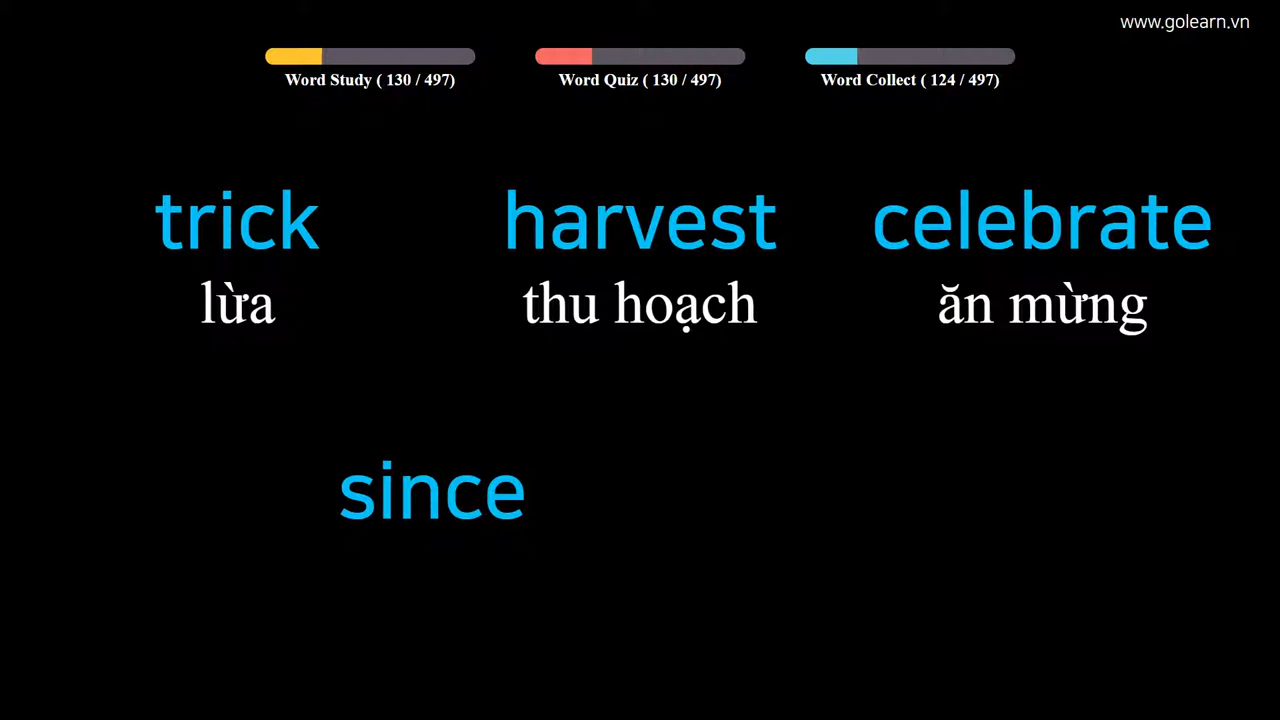 www.golearn.vn
Word Study ( 130 / 497) Word Quiz ( 130 / 497) Word Collect ( 124 / 497)
trick harvest celebrate
lừa thu hoạch ăn mừng
since